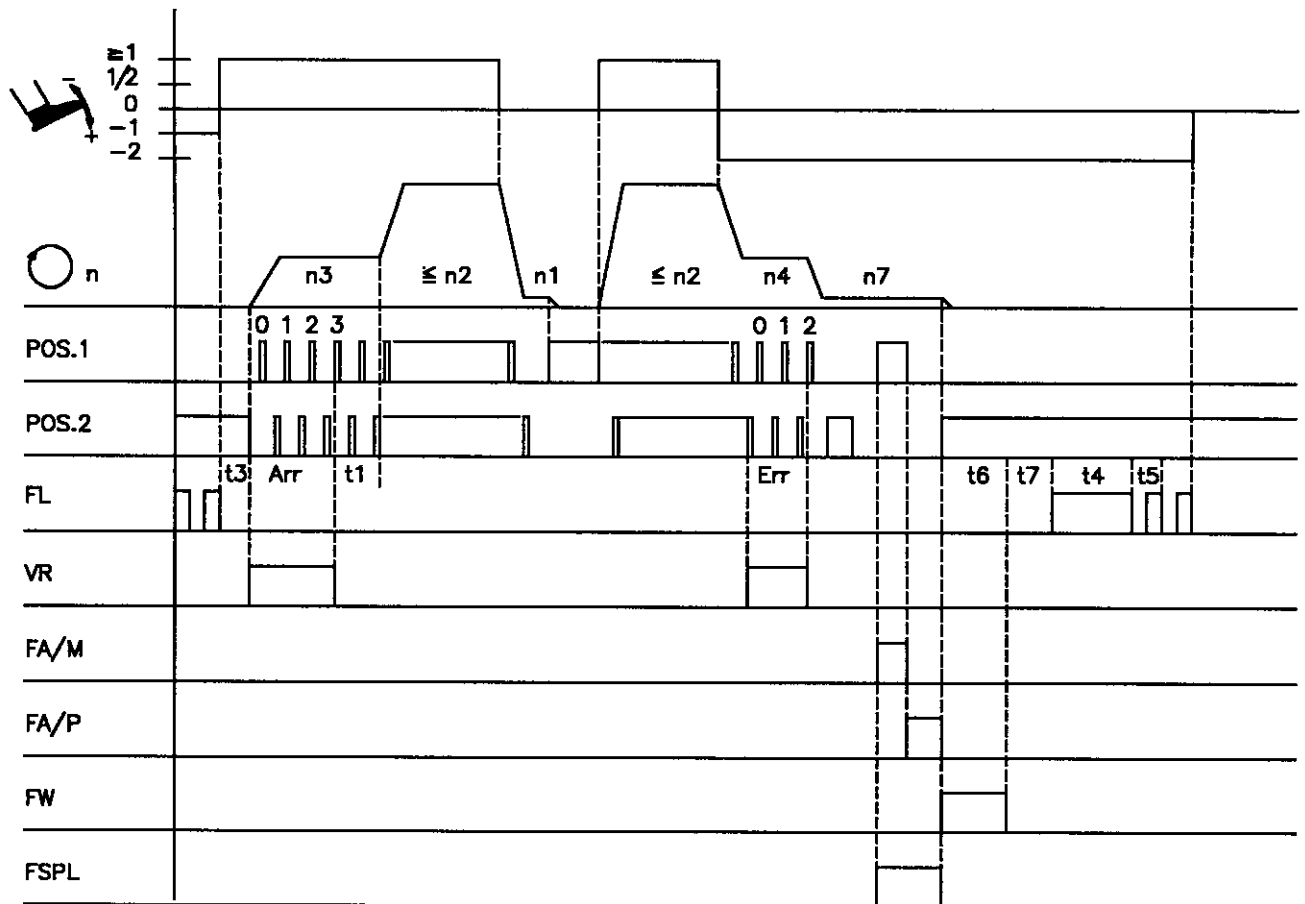 ≧1
1/2
0
-1
-2
- +
n
n3 ≦ n2 n1 ≦ n2 n4 n7
0 1 2 3 0 1 2
POS.1
POS.2
t3 Arr t1 Err t6 t7 t4 t5
FL
VR
FA/M
FA/P
FW
FSPL